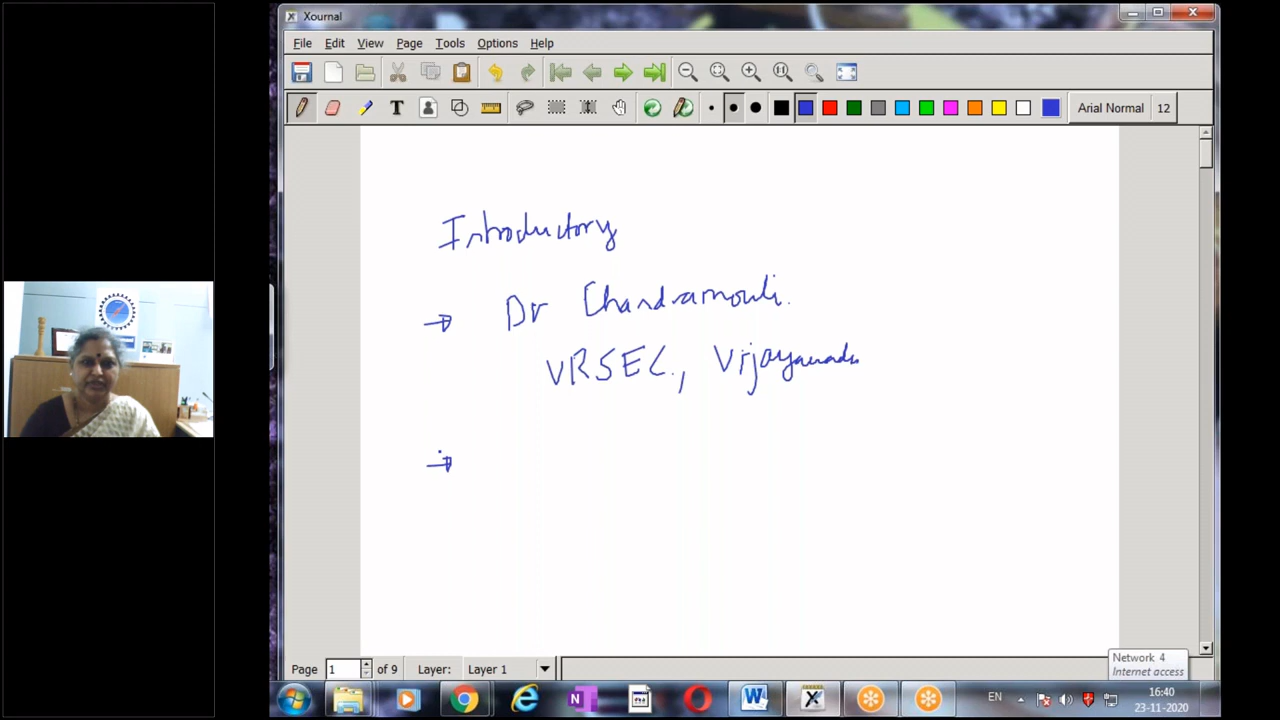 Xournal
File Edit View Page Tools Options Help
Arial Normal 12
Introductory
→ Dr Chandramouli.
VRSEC., Vijayawada
→
Page 1 of 9 Layer: Layer 1
Network 4
Internet access
EN 16:40
23-11-2020